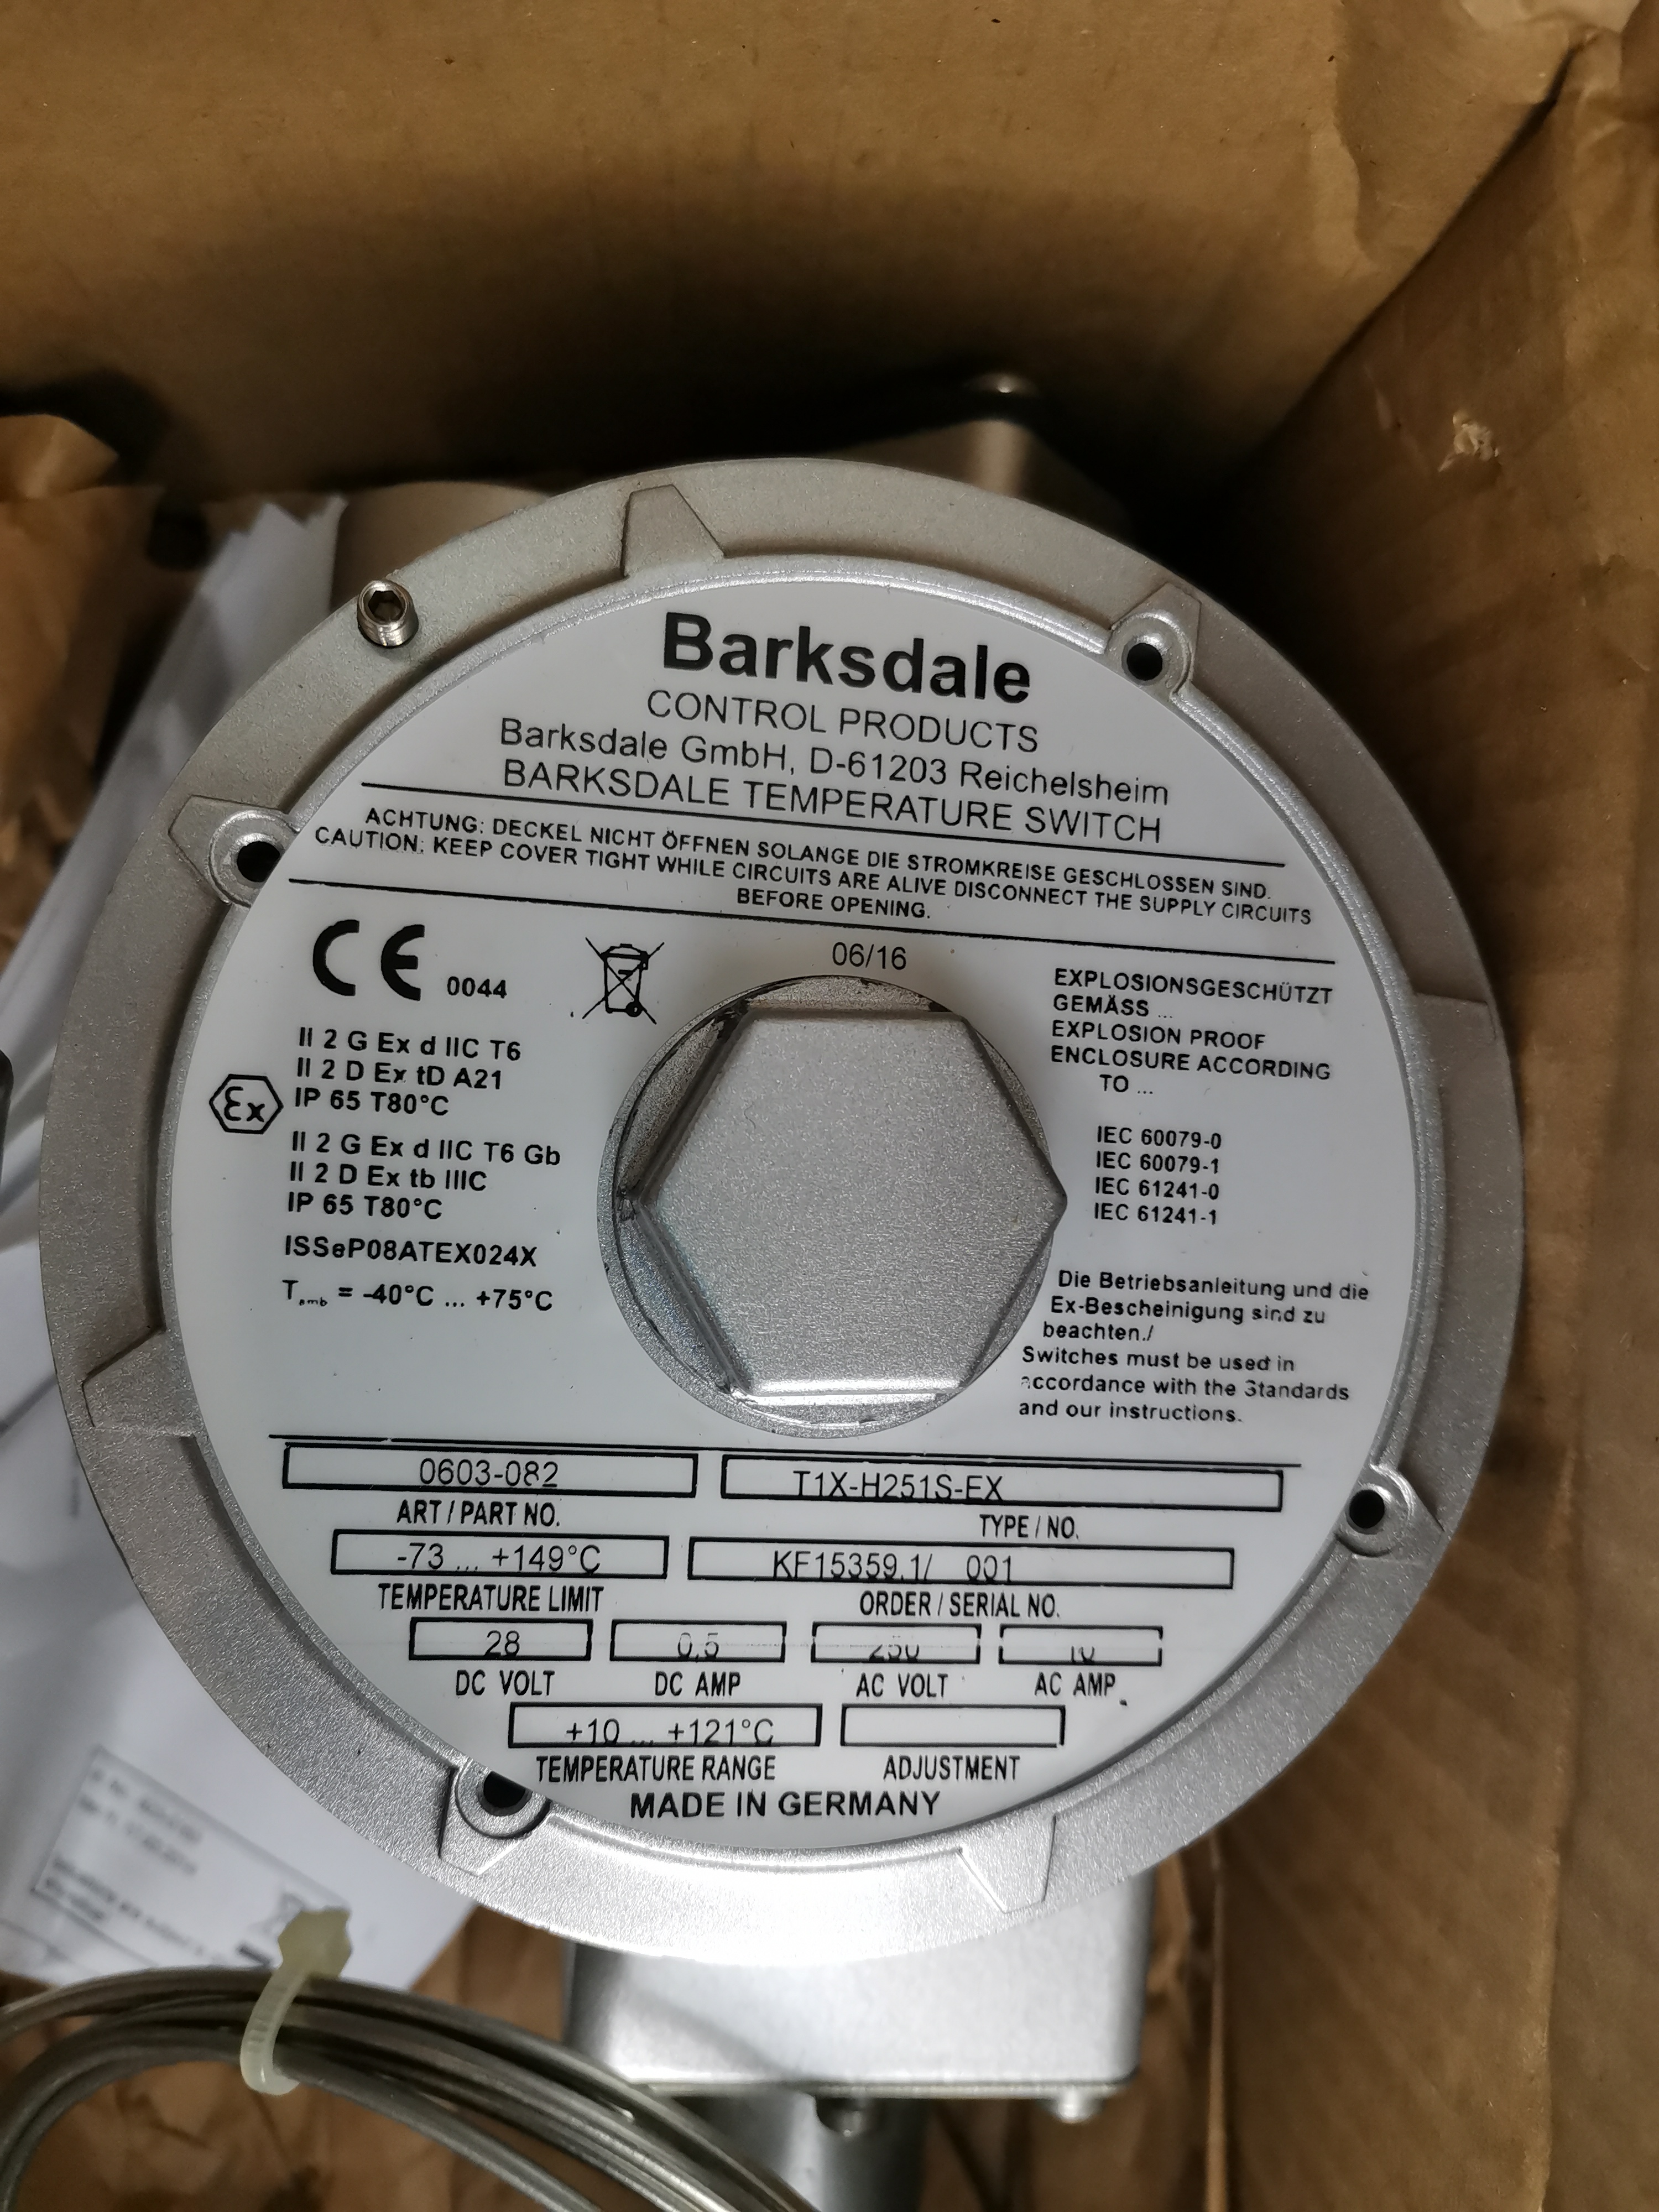 Barksdale
CONTROL PRODUCTS
Barksdale GmbH, D-61203 Reichelsheim
BARKSDALE TEMPERATURE SWITCH
ACHTUNG: DECKEL NICHT ÖFFNEN SOLANGE DIE STROMKREISE GESCHLOSSEN SIND.
CAUTION: KEEP COVER TIGHT WHILE CIRCUITS ARE ALIVE DISCONNECT THE SUPPLY CIRCUITS
BEFORE OPENING.
CE 0044
06/16
II 2 G Ex d IIC T6
II 2 D Ex tD A21
IP 65 T80°C
Ex
II 2 G Ex d IIC T6 Gb
II 2 D Ex tb IIIC
IP 65 T80°C
ISSeP08ATEX024X
Tamb = -40°C ... +75°C
EXPLOSIONSGESCHÜTZT
GEMÄSS ...
EXPLOSION PROOF
ENCLOSURE ACCORDING
TO ...
IEC 60079-0
IEC 60079-1
IEC 61241-0
IEC 61241-1
Die Betriebsanleitung und die
Ex-Bescheinigung sind zu
beachten./
Switches must be used in
accordance with the Standards
and our instructions.
0603-082 T1X-H251S-EX
ART / PART NO. TYPE / NO.
-73 ... +149°C KF15359.1/ 001
TEMPERATURE LIMIT ORDER / SERIAL NO.
28 0,5 250 10
DC VOLT DC AMP AC VOLT AC AMP
+10 ... +121°C
TEMPERATURE RANGE ADJUSTMENT
MADE IN GERMANY